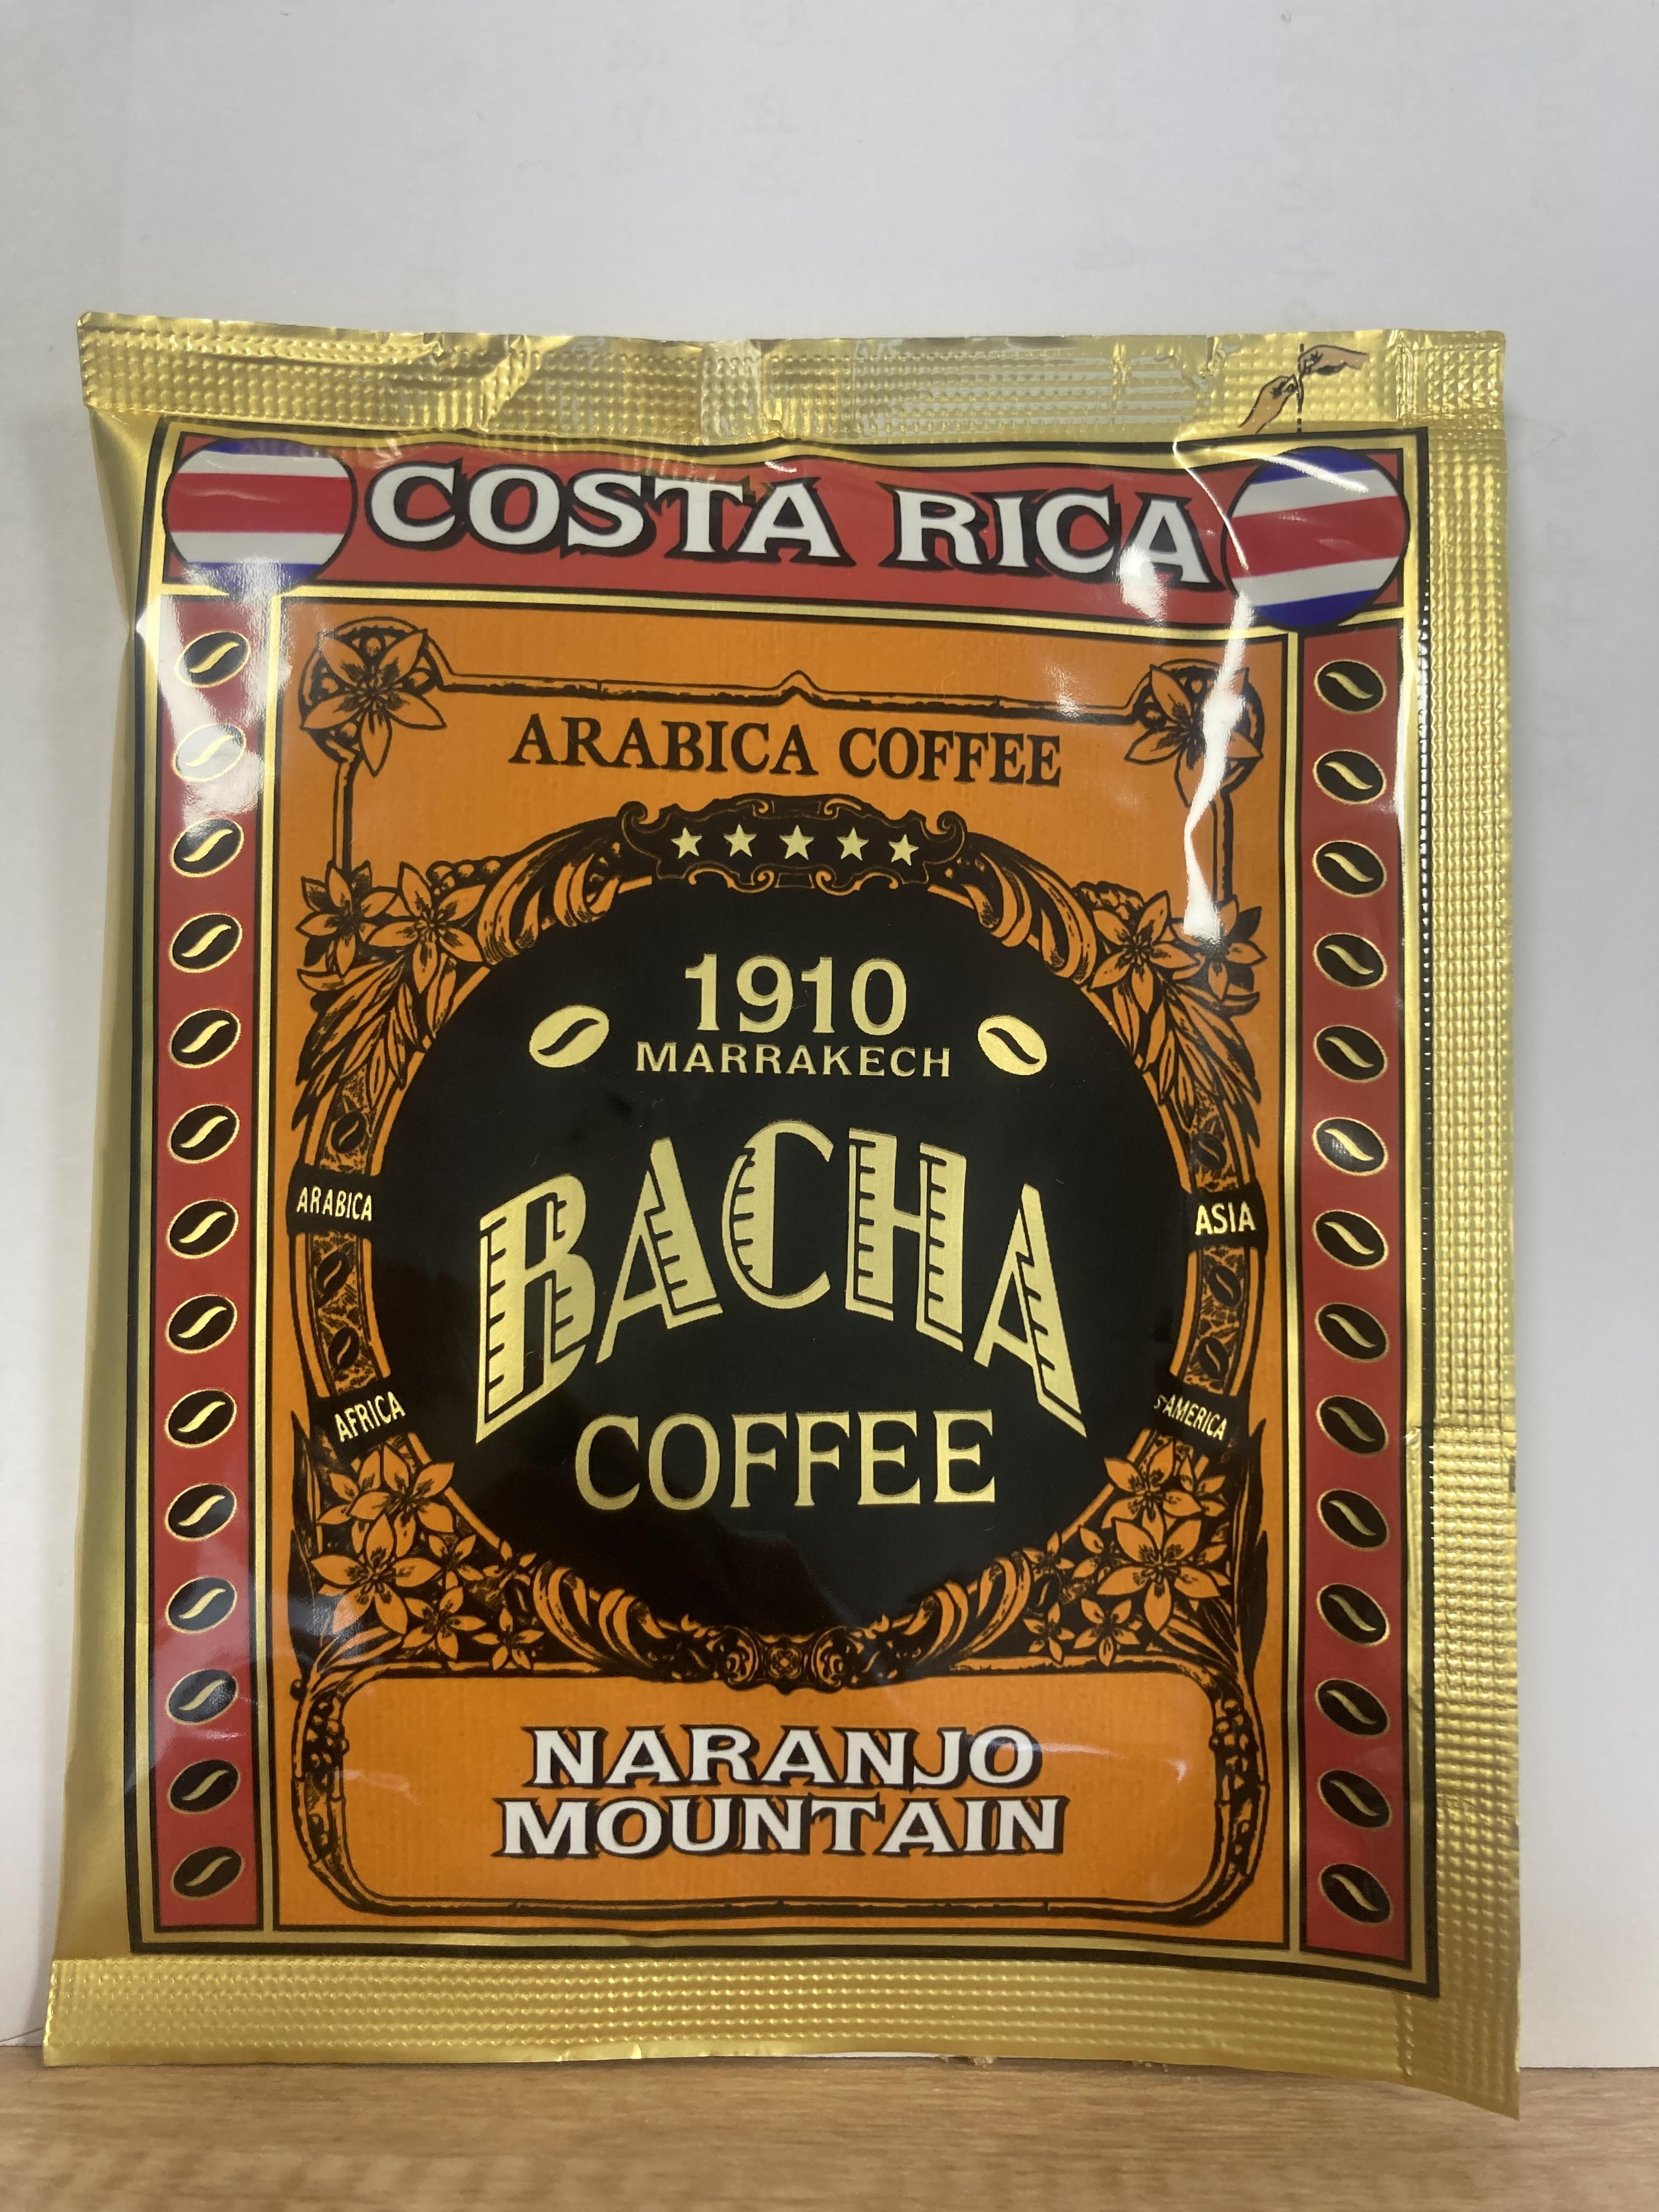 COSTA RICA
ARABICA COFFEE
1910
MARRAKECH
BACHA
COFFEE
ARABICA
ASIA
AFRICA
S-AMERICA
NARANJO
MOUNTAIN